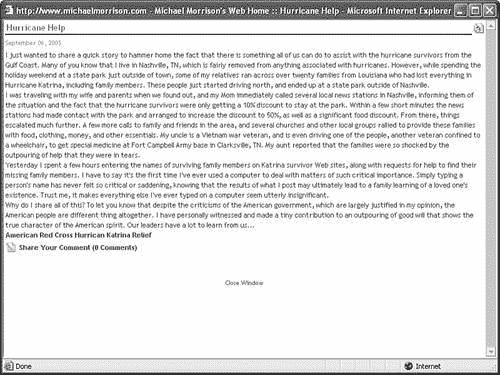 http://www.michaelmorrison.com - Michael Morrison's Web Home :: Hurricane Help - Microsoft Internet Explorer
Hurricane Help
September 06, 2005
I just wanted to share a quick story to hammer home the fact that there is something all of us can do to assist with the hurricane survivors from the
Gulf Coast. Many of you know that I live in Nashville, TN, which is fairly removed from anything associated with hurricanes. However, while spending the
holiday weekend at a state park just outside of town, some of my relatives ran across over twenty families from Louisiana who had lost everything in
Hurricane Katrina, including family members. These people just started driving north, and ended up at a state park outside of Nashville.
I was traveling with my wife and parents when we found out, and my Mom immediately called several local news stations in Nashville, informing them of
the situation and the fact that the hurricane survivors were only getting a 10% discount to stay at the park. Within a few short minutes the news
stations had made contact with the park and arranged to increase the discount to 50%, as well as a significant food discount. From there, things
escalated much further. A few more calls to family and friends in the area, and several churches and other local groups rallied to provide these families
with food, clothing, money, and other essentials. My uncle is a Vietnam war veteran, and is even driving one of the people, another veteran confined to
a wheelchair, to get special medicine at Fort Campbell Army base in Clarksville, TN. My aunt reported that the families were so shocked by the
outpouring of help that they were in tears.
Yesterday I spent a few hours entering the names of surviving family members on Katrina survivor Web sites, along with requests for help to find their
missing family members. I have to say it's the first time I've ever used a computer to deal with matters of such critical importance. Simply typing a
person's name has never felt so critical or saddening, knowing that the results of what I post may ultimately lead to a family learning of a loved one's
existence. Trust me, it makes everything else I've ever typed on a computer seem utterly insignificant.
Why do I share all of this? To let you know that despite the criticisms of the American government, which are largely justified in my opinion, the
American people are different thing altogether. I have personally witnessed and made a tiny contribution to an outpouring of good will that shows the
true character of the American spirit. Our leaders have a lot to learn from us...
American Red Cross Hurrican Katrina Relief
Share Your Comment (0 Comments)
Close Window
Done
Internet